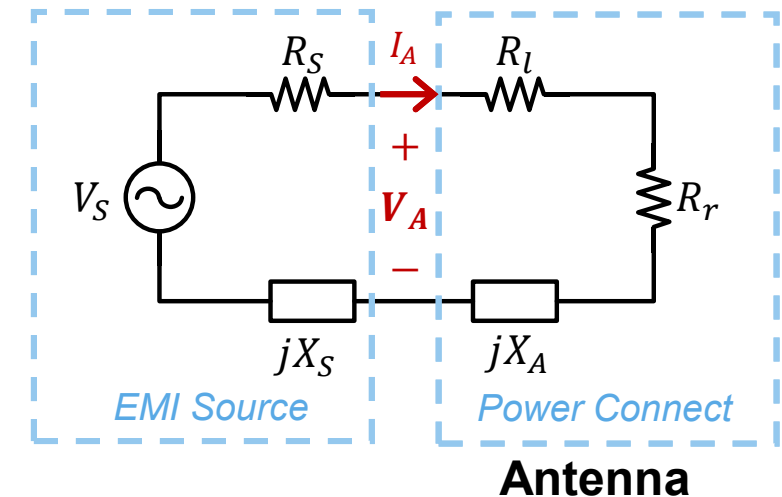 R_S
I_A
R_l
+
V_S
V_A
R_r
−
jX_S
jX_A
EMI Source
Power Connect
Antenna